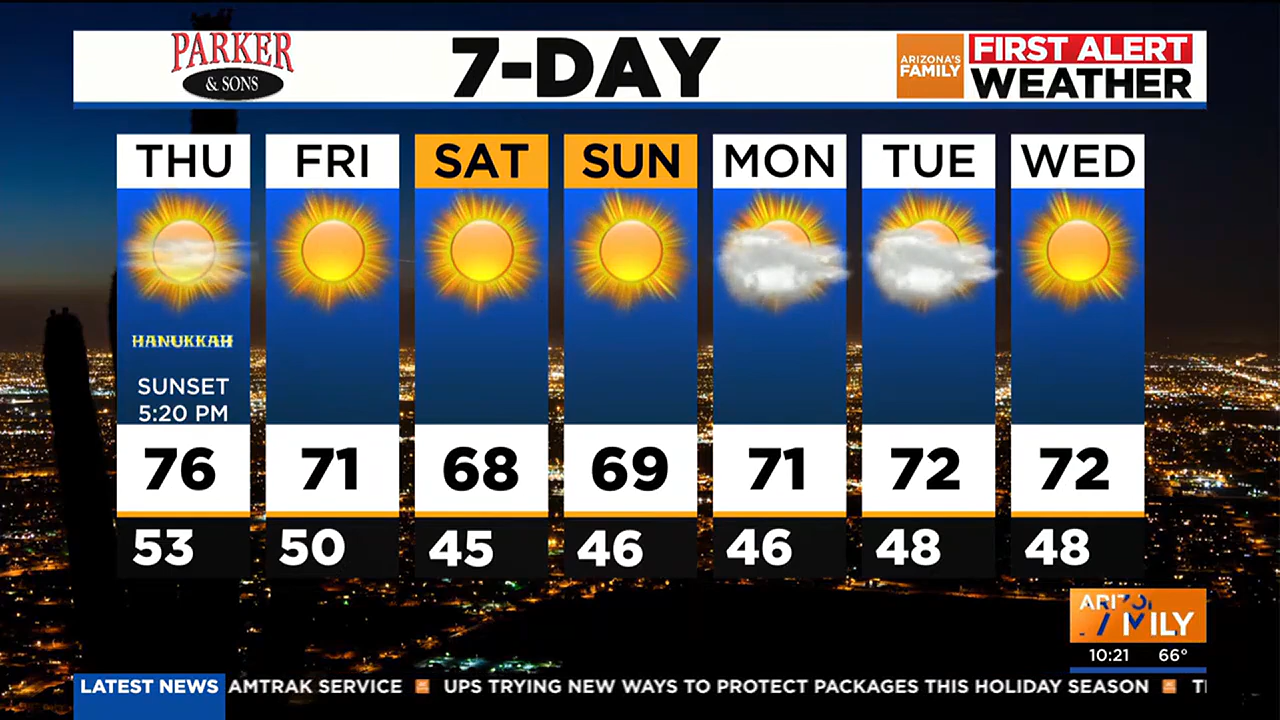 PARKER
& SONS
7-DAY
ARIZONA'S
FAMILY
FIRST ALERT
WEATHER
THU FRI SAT SUN MON TUE WED
HANUKKAH
SUNSET
5:20 PM
76 71 68 69 71 72 72
53 50 45 46 46 48 48
10:21 66°
LATEST NEWS AMTRAK SERVICE UPS TRYING NEW WAYS TO PROTECT PACKAGES THIS HOLIDAY SEASON